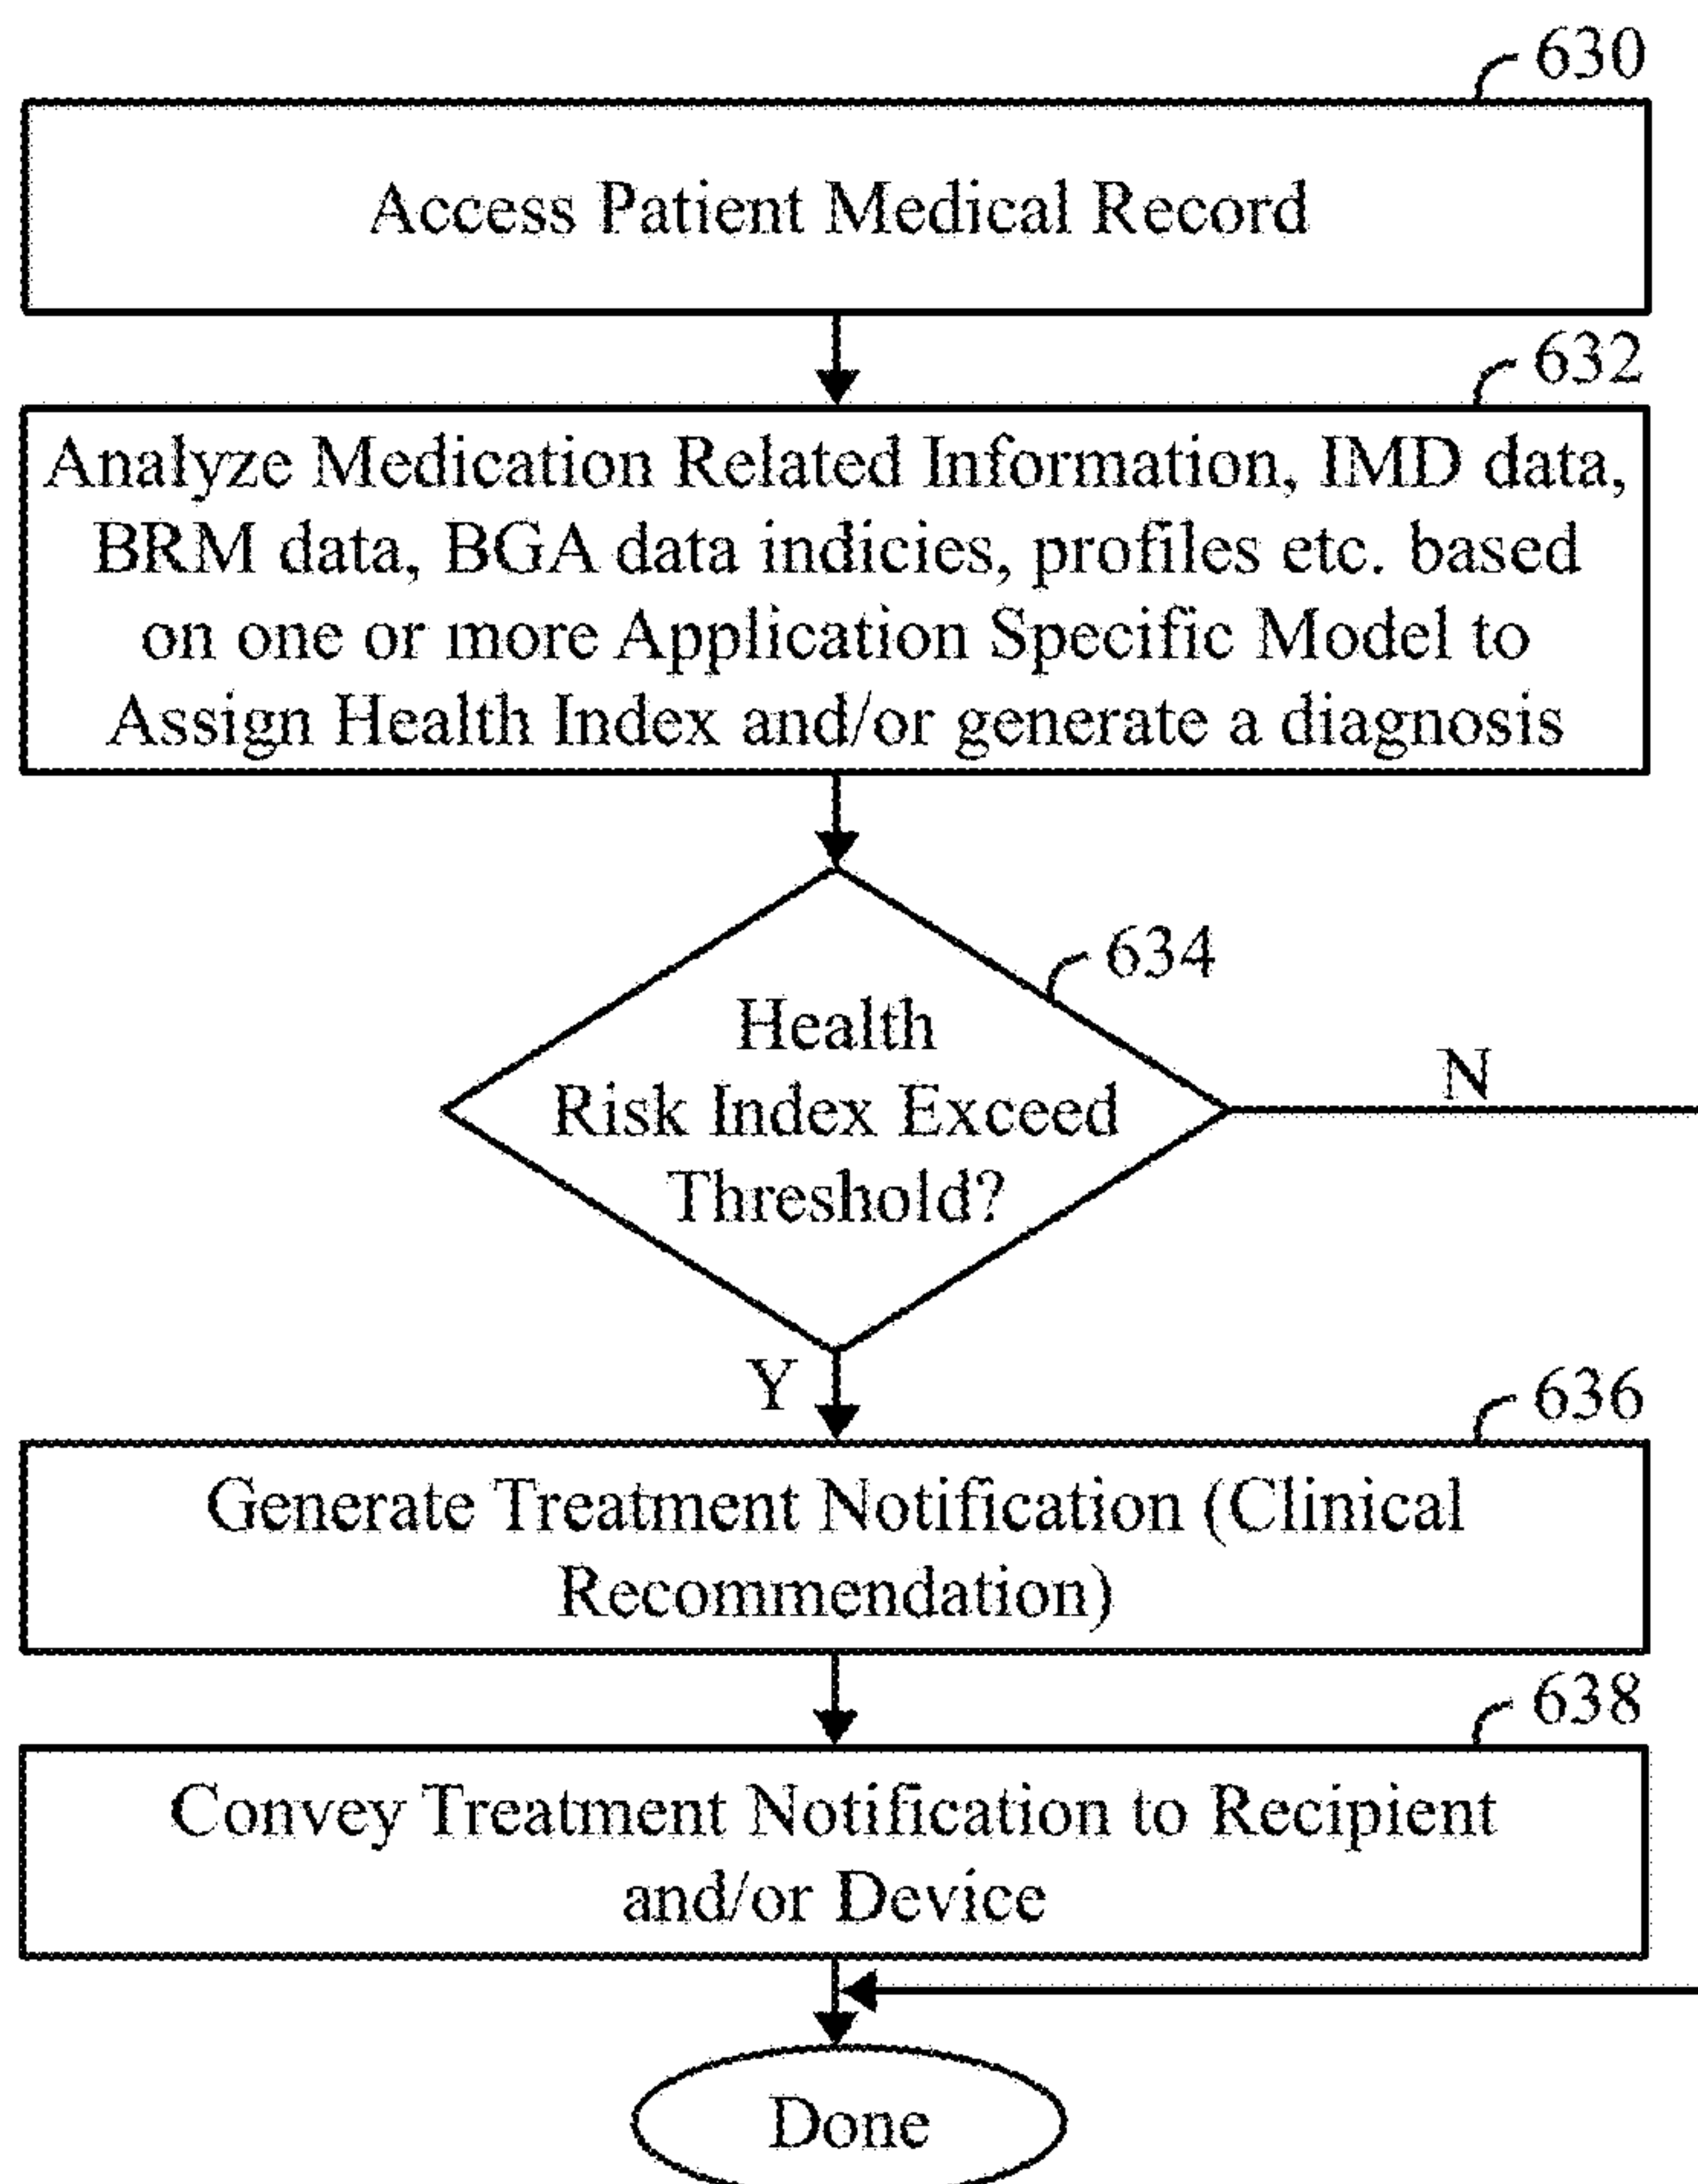 630
Access Patient Medical Record
632
Analyze Medication Related Information, IMD data,
BRM data, BGA data indicies, profiles etc. based
on one or more Application Specific Model to
Assign Health Index and/or generate a diagnosis
634
Health
Risk Index Exceed
Threshold?
N
Y
636
Generate Treatment Notification (Clinical
Recommendation)
638
Convey Treatment Notification to Recipient
and/or Device
Done